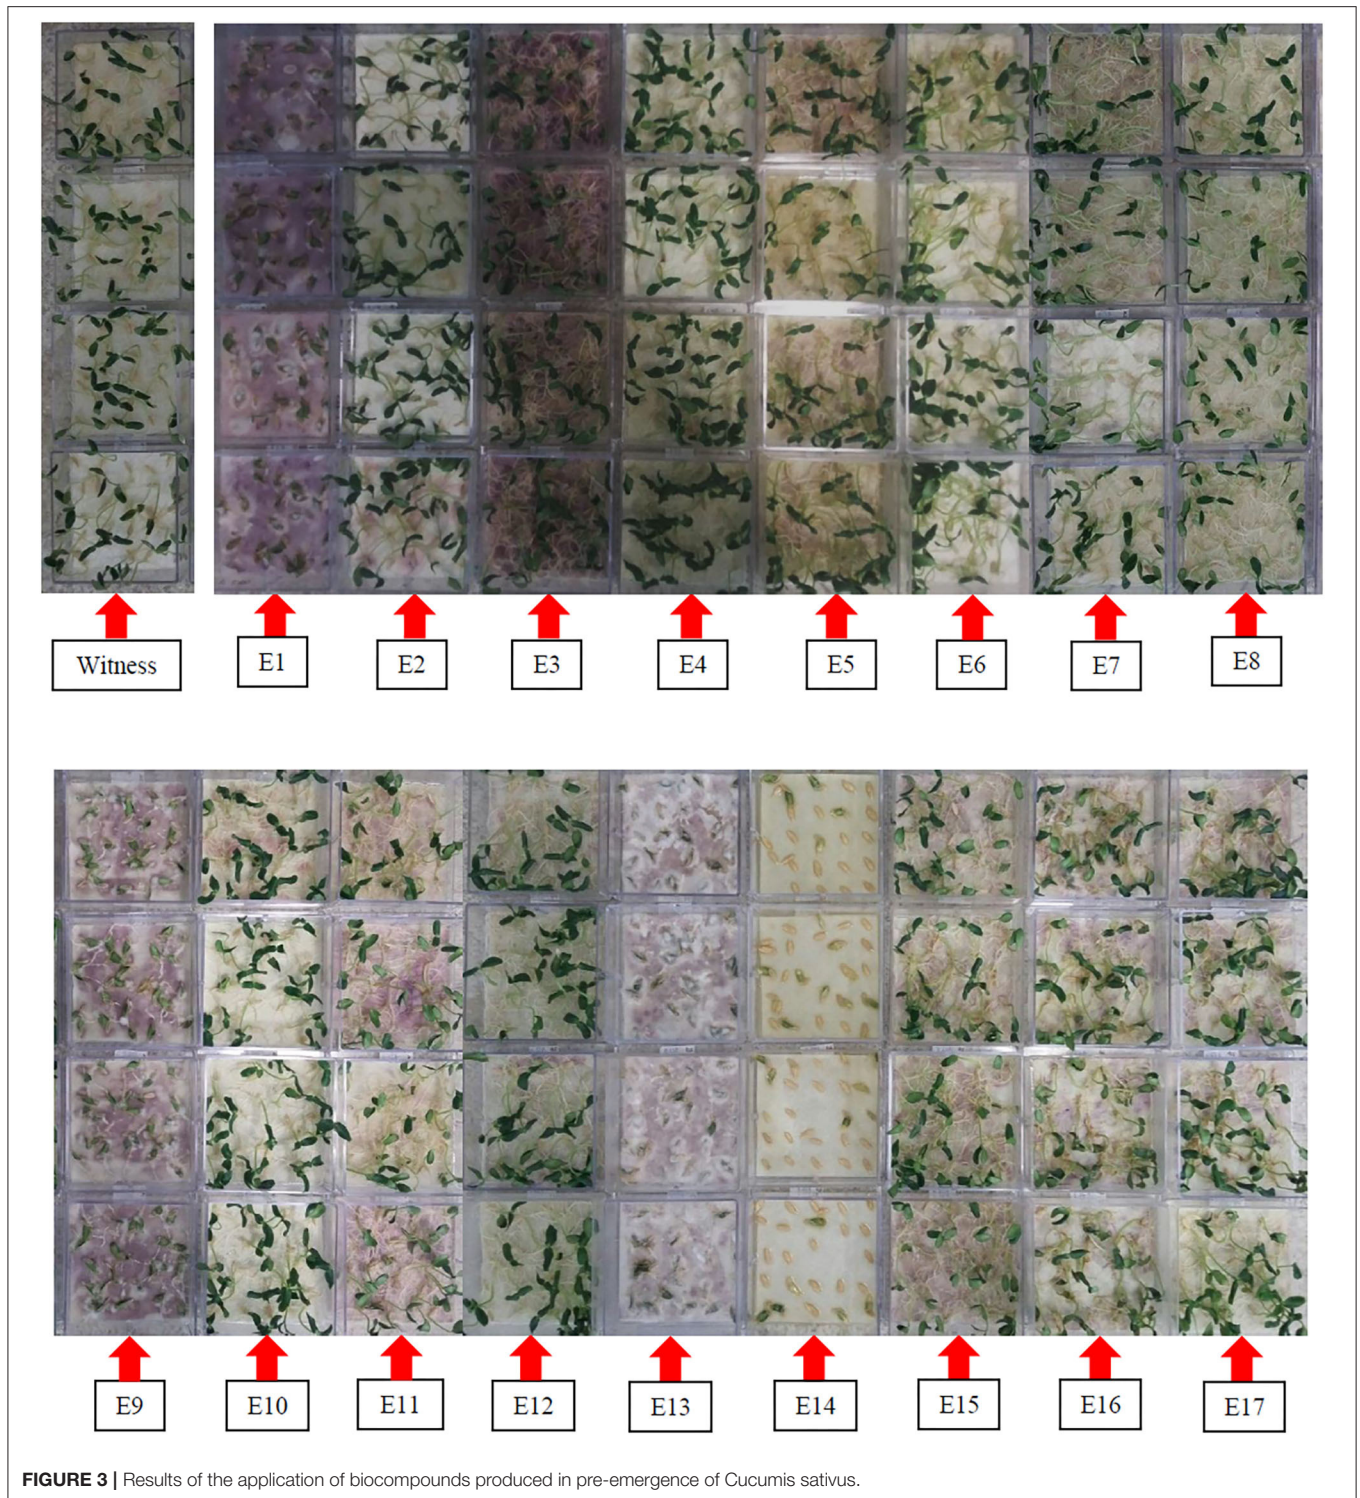 Witness
E1
E2
E3
E4
E5
E6
E7
E8
E9
E10
E11
E12
E13
E14
E15
E16
E17
FIGURE 3 | Results of the application of biocompounds produced in pre-emergence of Cucumis sativus.